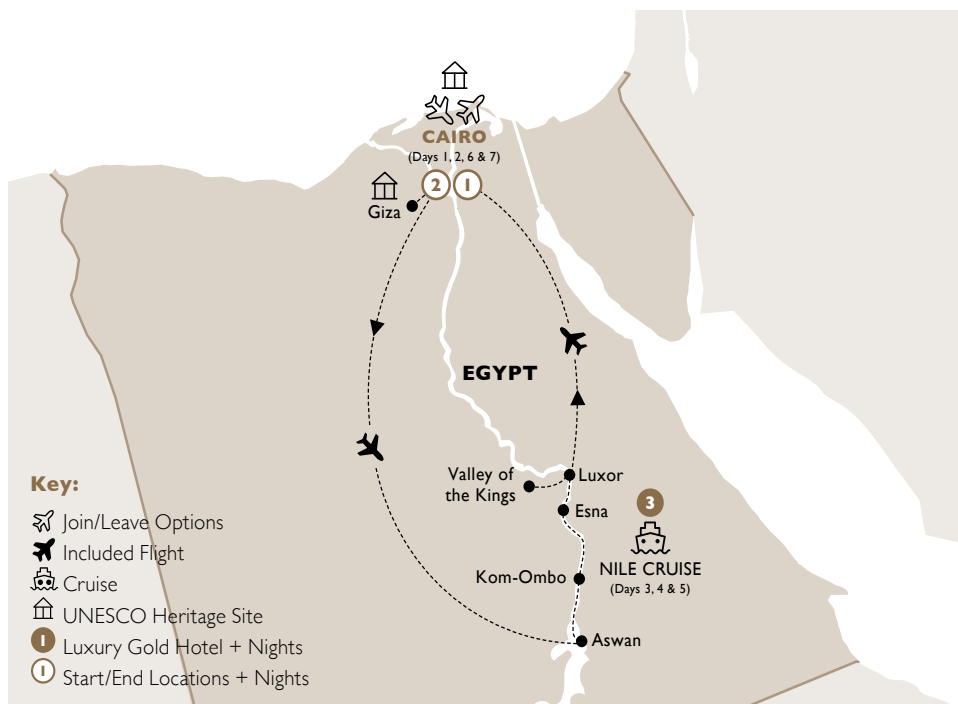 CAIRO
(Days 1, 2, 6 & 7)
2
1
Giza
EGYPT
Valley of
the Kings
Luxor
Esna
3
NILE CRUISE
(Days 3, 4 & 5)
Kom-Ombo
Aswan
Key:
Join/Leave Options
Included Flight
Cruise
UNESCO Heritage Site
1 Luxury Gold Hotel + Nights
1 Start/End Locations + Nights